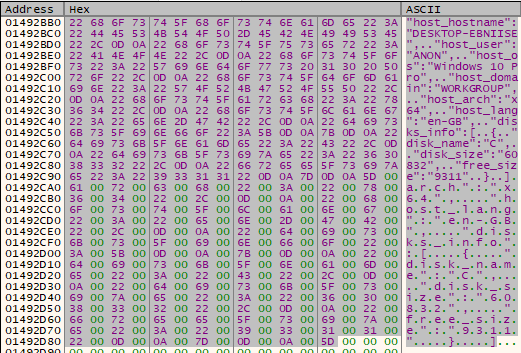 Address Hex ASCII
01492BB0 22 68 6F 73 74 5F 68 6F 73 74 6E 61 6D 65 22 3A "host_hostname":
01492BC0 22 44 45 53 4B 54 4F 50 2D 45 42 4E 49 49 53 45 "DESKTOP-EBNIISE
01492BD0 22 2C 0D 0A 22 68 6F 73 74 5F 75 73 65 72 22 3A ",.."host_user":
01492BE0 22 41 4E 4F 4E 22 2C 0D 0A 22 68 6F 73 74 5F 6F "ANON",.."host_o
01492BF0 73 22 3A 22 57 69 6E 64 6F 77 73 20 31 30 20 50 s":"Windows 10 P
01492C00 72 6F 22 2C 0D 0A 22 68 6F 73 74 5F 64 6F 6D 61 ro",.."host_doma
01492C10 69 6E 22 3A 22 57 4F 52 4B 47 52 4F 55 50 22 2C in":"WORKGROUP",
01492C20 0D 0A 22 68 6F 73 74 5F 61 72 63 68 22 3A 22 78 .."host_arch":"x
01492C30 36 34 22 2C 0D 0A 22 68 6F 73 74 5F 6C 61 6E 67 64",.."host_lang
01492C40 22 3A 22 65 6E 2D 47 42 22 2C 0D 0A 22 64 69 73 ":"en-GB",.."dis
01492C50 6B 73 5F 69 6E 66 6F 22 3A 5B 0D 0A 7B 0D 0A 22 ks_info":[..{.."
01492C60 64 69 73 6B 5F 6E 61 6D 65 22 3A 22 43 22 2C 0D disk_name":"C",.
01492C70 0A 22 64 69 73 6B 5F 73 69 7A 65 22 3A 22 36 30 ."disk_size":"60
01492C80 38 33 32 22 2C 0D 0A 22 66 72 65 65 5F 73 69 7A 832",.."free_siz
01492C90 65 22 3A 22 39 33 31 31 22 0D 0A 7D 0D 0A 5D 00 e":"9311"..}..].
01492CA0 61 00 72 00 63 00 68 00 22 00 3A 00 22 00 78 00 a.r.c.h.".:.".x.
01492CB0 36 00 34 00 22 00 2C 00 0D 00 0A 00 22 00 68 00 6.4.".,.....".h.
01492CC0 6F 00 73 00 74 00 5F 00 6C 00 61 00 6E 00 67 00 o.s.t._.l.a.n.g.
01492CD0 22 00 3A 00 22 00 65 00 6E 00 2D 00 47 00 42 00 ".:.".e.n.-.G.B.
01492CE0 22 00 2C 00 0D 00 0A 00 22 00 64 00 69 00 73 00 ".,.....".d.i.s.
01492CF0 6B 00 73 00 5F 00 69 00 6E 00 66 00 6F 00 22 00 k.s._.i.n.f.o.".
01492D00 3A 00 5B 00 0D 00 0A 00 7B 00 0D 00 0A 00 22 00 :.[.....{.....".
01492D10 64 00 69 00 73 00 6B 00 5F 00 6E 00 61 00 6D 00 d.i.s.k._.n.a.m.
01492D20 65 00 22 00 3A 00 22 00 43 00 22 00 2C 00 0D 00 e.".:.".C.".,...
01492D30 0A 00 22 00 64 00 69 00 73 00 6B 00 5F 00 73 00 ..".d.i.s.k._.s.
01492D40 69 00 7A 00 65 00 22 00 3A 00 22 00 36 00 30 00 i.z.e.".:.".6.0.
01492D50 38 00 33 00 32 00 22 00 2C 00 0D 00 0A 00 22 00 8.3.2.".,.....".
01492D60 66 00 72 00 65 00 65 00 5F 00 73 00 69 00 7A 00 f.r.e.e._.s.i.z.
01492D70 65 00 22 00 3A 00 22 00 39 00 33 00 31 00 31 00 e.".:.".9.3.1.1.
01492D80 22 00 0D 00 0A 00 7D 00 0D 00 0A 00 5D 00 00 00 ".....}.....]...